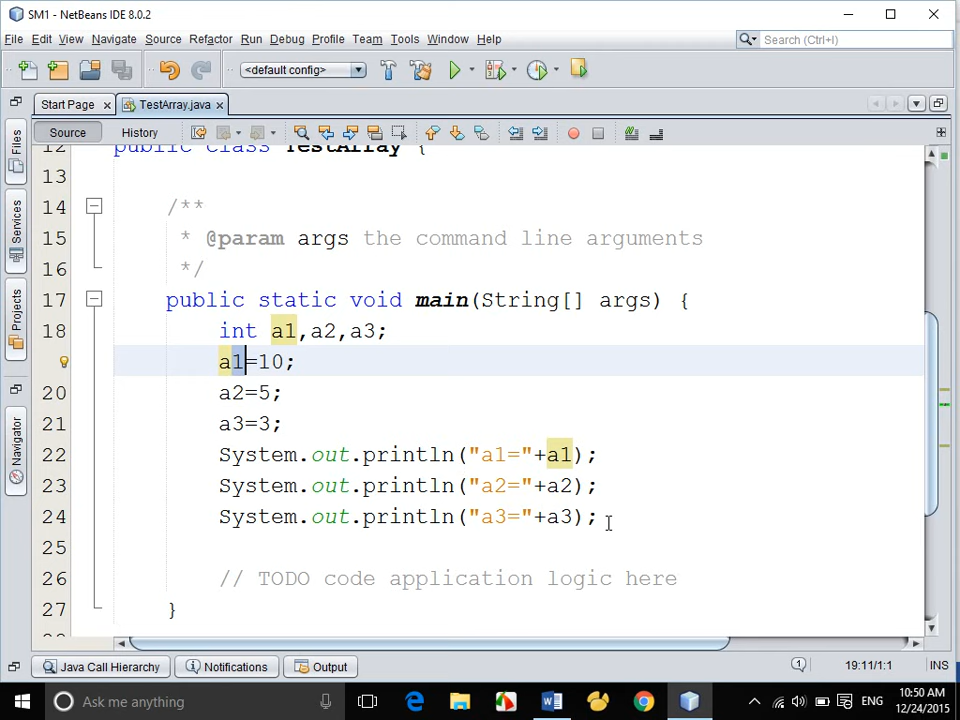 SM1 - NetBeans IDE 8.0.2
File Edit View Navigate Source Refactor Run Debug Profile Team Tools Window Help
Search (Ctrl+I)
<default config>
Start Page
TestArray.java
Source History
Files
Services
Projects
Navigator
12 public class TestArray {
13
14 /**
15 * @param args the command line arguments
16 */
17 public static void main(String[] args) {
18 int a1,a2,a3;
a1=10;
20 a2=5;
21 a3=3;
22 System.out.println("a1="+a1);
23 System.out.println("a2="+a2);
24 System.out.println("a3="+a3);
25
26 // TODO code application logic here
27 }
Java Call Hierarchy Notifications Output
1 19:11/1:1 INS
Ask me anything
ENG
10:50 AM
12/24/2015